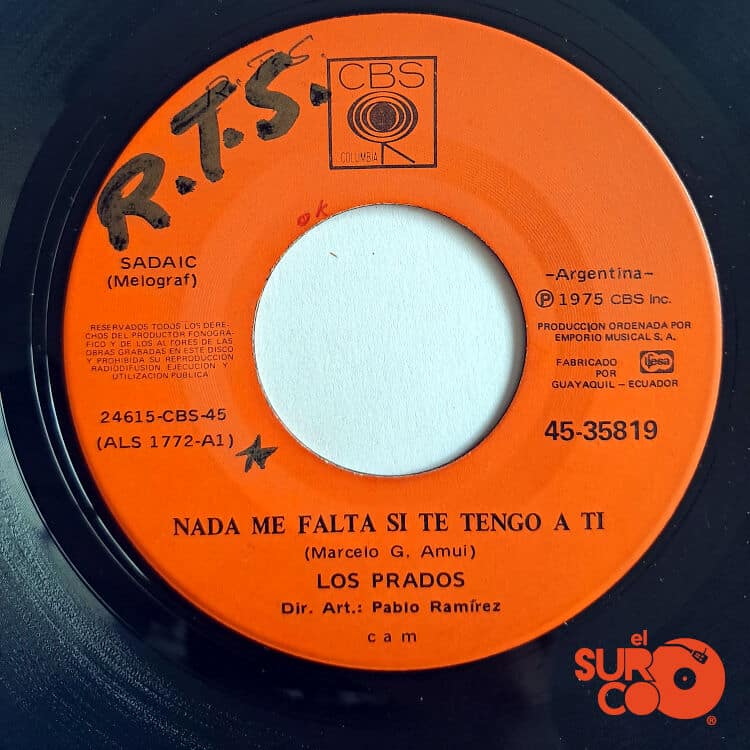 CBS
COLUMBIA
R.T.S.
R.T.S.
ok
SADAIC
(Melograf)
RESERVADOS TODOS LOS DERE-
CHOS DEL PRODUCTOR FONOGRA-
FICO Y DE LOS AUTORES DE LAS
OBRAS GRABADAS EN ESTE DISCO
Y PROHIBIDA SU REPRODUCCION
RADIODIFUSION EJECUCION Y
UTILIZACION PUBLICA
24615-CBS-45
(ALS 1772-A1)
-Argentina-
Ⓟ 1975 CBS Inc.
PRODUCCION ORDENADA POR
EMPORIO MUSICAL S.A.
FABRICADO
POR
ifesa
GUAYAQUIL - ECUADOR
45-35819
NADA ME FALTA SI TE TENGO A TI
(Marcelo G. Amui)
LOS PRADOS
Dir. Art.: Pablo Ramírez
cam
el
SUR
CO
®